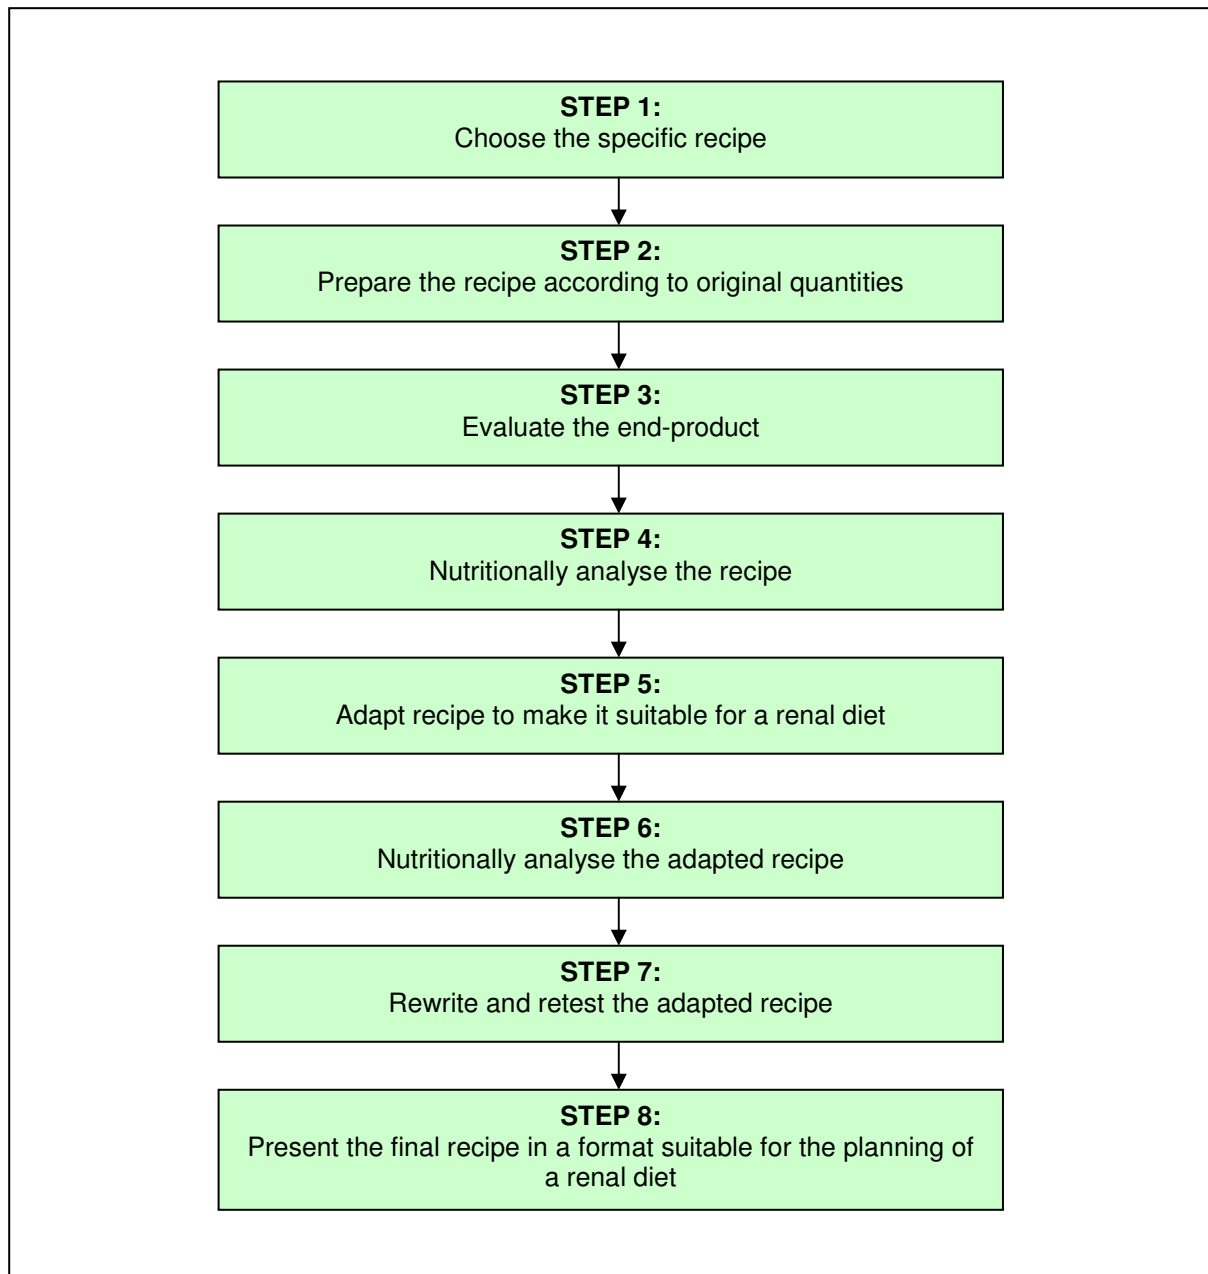 STEP 1:
Choose the specific recipe
STEP 2:
Prepare the recipe according to original quantities
STEP 3:
Evaluate the end-product
STEP 4:
Nutritionally analyse the recipe
STEP 5:
Adapt recipe to make it suitable for a renal diet
STEP 6:
Nutritionally analyse the adapted recipe
STEP 7:
Rewrite and retest the adapted recipe
STEP 8:
Present the final recipe in a format suitable for the planning of
a renal diet